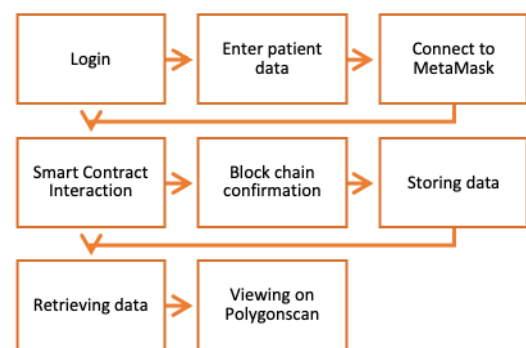 Login
Enter patient
data
Connect to
MetaMask
Smart Contract
Interaction
Block chain
confirmation
Storing data
Retrieving data
Viewing on
Polygonscan